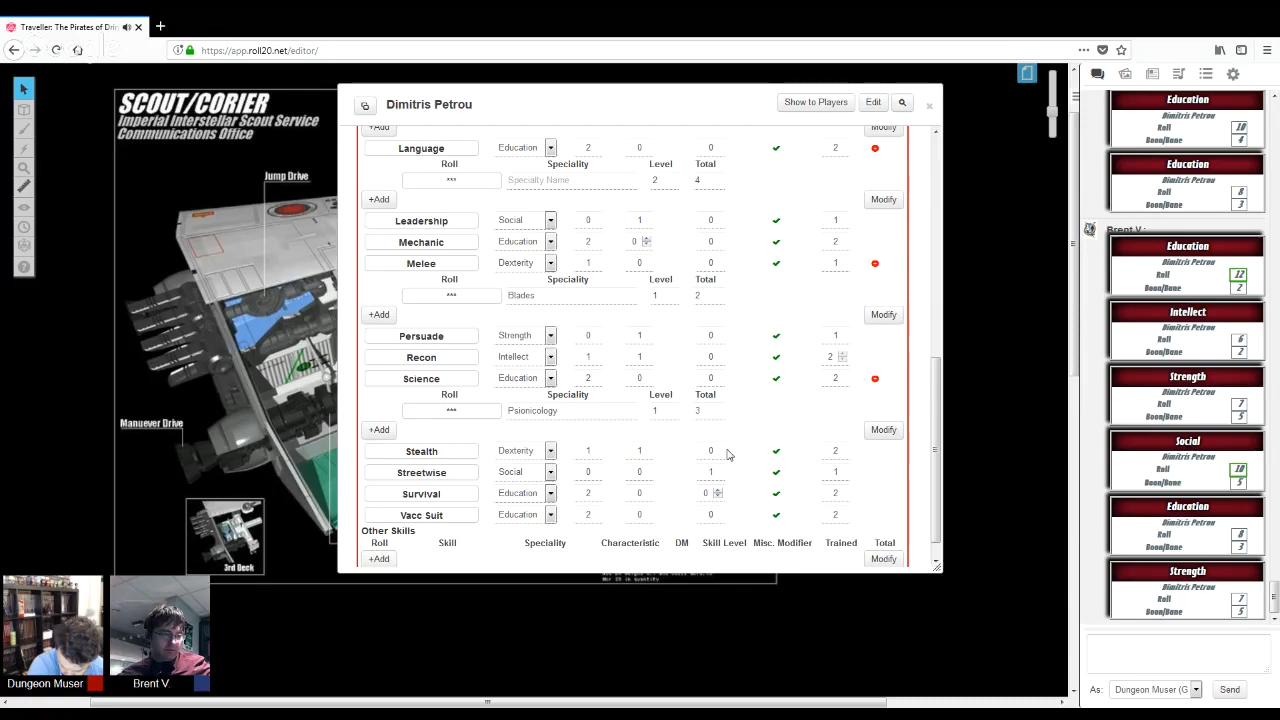 Traveller: The Pirates of Drin
https://app.roll20.net/editor/
SCOUT/CORIER
Imperial Interstellar Scout Service
Communications Office
Jump Drive
Manuever Drive
3rd Deck
Dimitris Petrou
Show to Players
Edit
+Add
Modify
Language Education 2 0 0 2
Roll Speciality Level Total
*** Specialty Name 2 4
+Add Modify
Leadership Social 0 1 0 1
Mechanic Education 2 0 0 2
Melee Dexterity 1 0 0 1
Roll Speciality Level Total
*** Blades 1 2
+Add Modify
Persuade Strength 0 1 0 1
Recon Intellect 1 1 0 2
Science Education 2 0 0 2
Roll Speciality Level Total
*** Psionicology 1 3
+Add Modify
Stealth Dexterity 1 1 0 2
Streetwise Social 0 0 1 1
Survival Education 2 0 0 2
Vacc Suit Education 2 0 0 2
Other Skills
Roll Skill Speciality Characteristic DM Skill Level Misc. Modifier Trained Total
+Add Modify
Dungeon Muser
Brent V.
Education
Dimitris Petrou
Roll 10
Boon/Bane 4
Education
Dimitris Petrou
Roll 8
Boon/Bane 3
Brent V.:
Education
Dimitris Petrou
Roll 12
Boon/Bane 2
Intellect
Dimitris Petrou
Roll 6
Boon/Bane 2
Strength
Dimitris Petrou
Roll 7
Boon/Bane 5
Social
Dimitris Petrou
Roll 10
Boon/Bane 5
Education
Dimitris Petrou
Roll 8
Boon/Bane 3
Strength
Dimitris Petrou
Roll 7
Boon/Bane 5
As: Dungeon Muser (G
Send